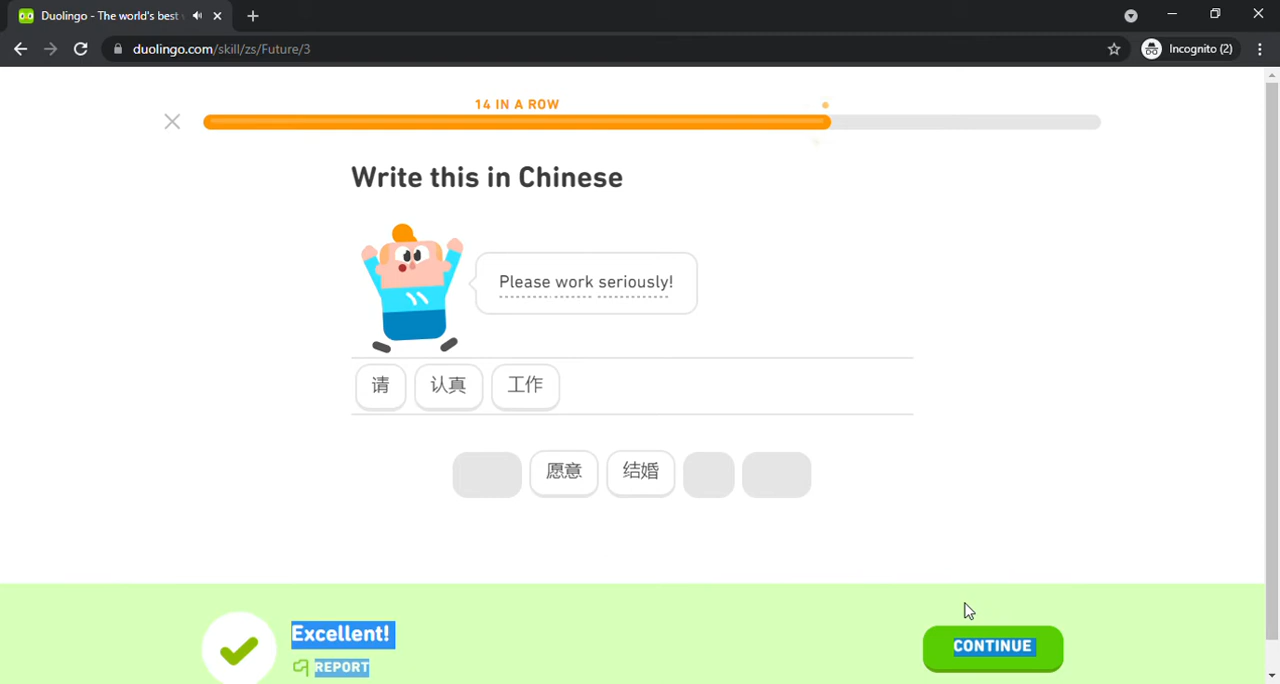 Duolingo - The world's best
duolingo.com/skill/zs/Future/3
Incognito (2)
14 IN A ROW
Write this in Chinese
Please work seriously!
请 认真 工作
愿意 结婚
Excellent!
REPORT
CONTINUE